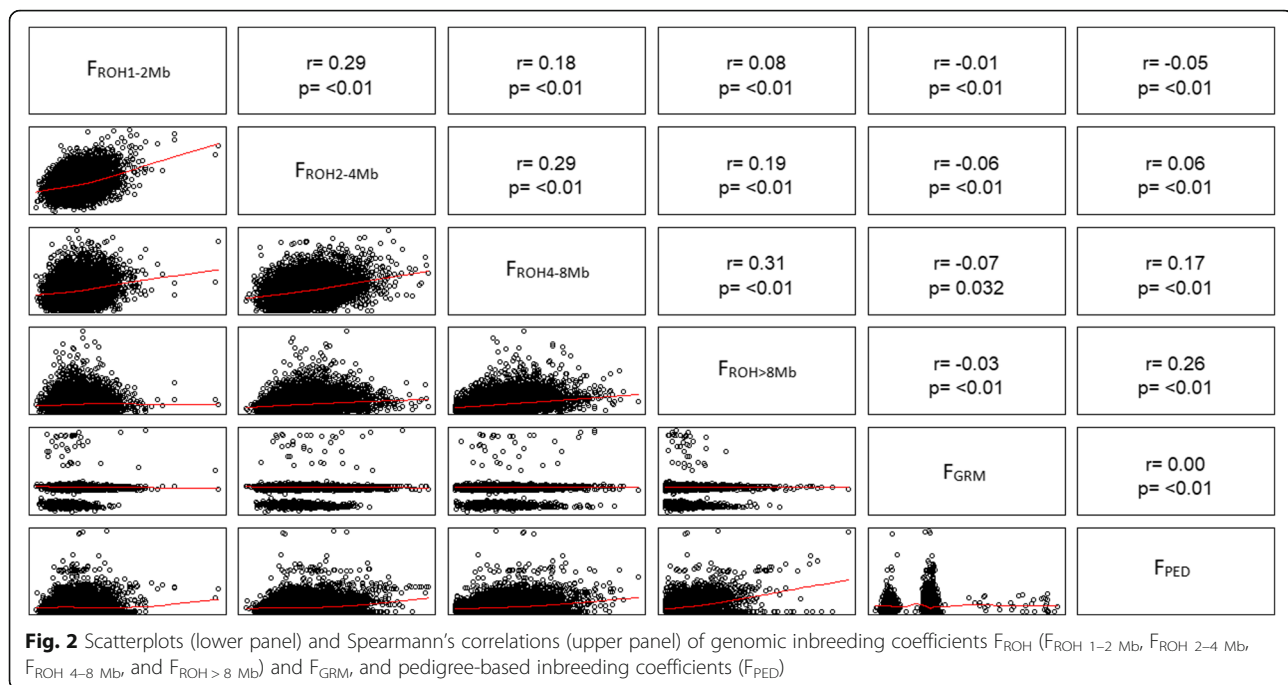 FROH1-2Mb
r= 0.29
p= <0.01
r= 0.18
p= <0.01
r= 0.08
p= <0.01
r= -0.01
p= <0.01
r= -0.05
p= <0.01
FROH2-4Mb
r= 0.29
p= <0.01
r= 0.19
p= <0.01
r= -0.06
p= <0.01
r= 0.06
p= <0.01
FROH4-8Mb
r= 0.31
p= <0.01
r= -0.07
p= 0.032
r= 0.17
p= <0.01
FROH>8Mb
r= -0.03
p= <0.01
r= 0.26
p= <0.01
FGRM
r= 0.00
p= <0.01
FPED
Fig. 2 Scatterplots (lower panel) and Spearmann's correlations (upper panel) of genomic inbreeding coefficients FROH (FROH 1–2 Mb, FROH 2–4 Mb,
FROH 4–8 Mb, and FROH > 8 Mb) and FGRM, and pedigree-based inbreeding coefficients (FPED)